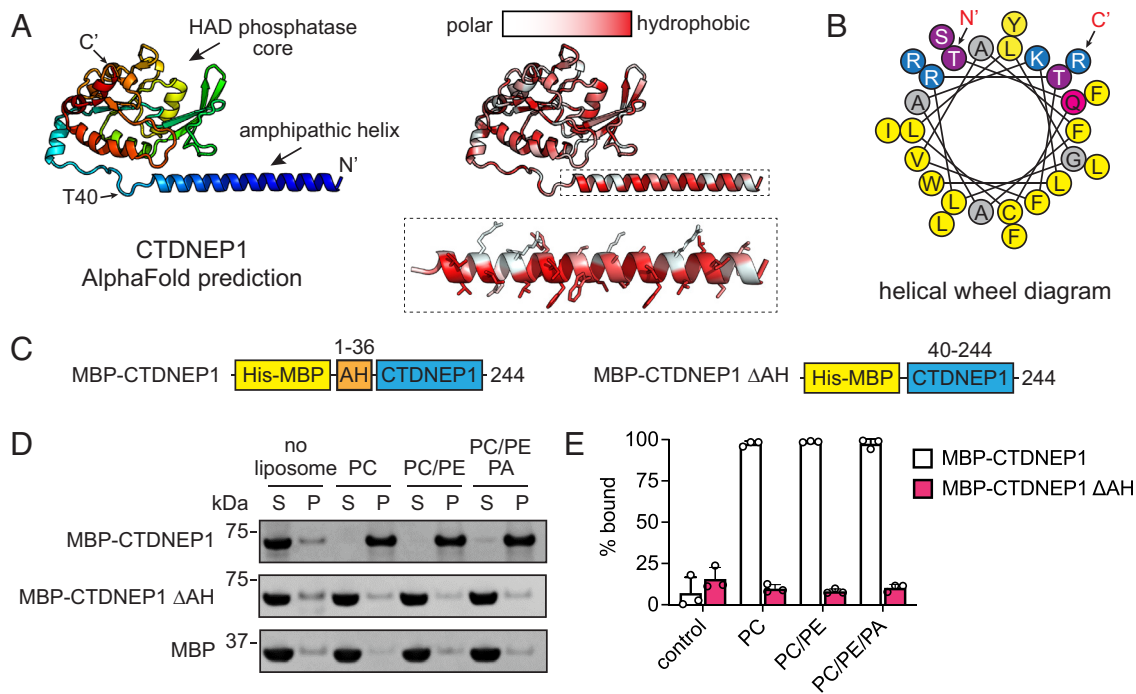 A
C'
HAD phosphatase
core
amphipathic helix
N'
T40
CTDNEP1
AlphaFold prediction
polar
hydrophobic
B
N'
C'
Y
S
A
L
T
K
R
R
R
T
A
Q
F
I
L
F
V
G
L
W
L
L
L
A
C
F
F
helical wheel diagram
C
1-36
MBP-CTDNEP1
His-MBP
AH
CTDNEP1
244
40-244
MBP-CTDNEP1 ΔAH
His-MBP
CTDNEP1
244
D
no
liposome
PC
PC/PE
PC/PE
PA
kDa
S P S P S P S P
MBP-CTDNEP1
75
MBP-CTDNEP1 ΔAH
75
MBP
37
E
% bound
100
75
50
25
0
control
PC
PC/PE
PC/PE/PA
MBP-CTDNEP1
MBP-CTDNEP1 ΔAH